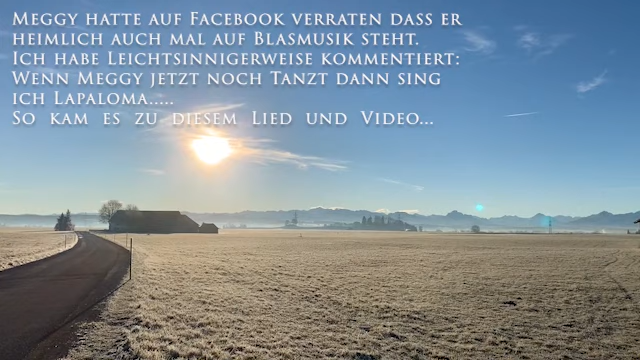 Meggy hatte auf Facebook verraten dass er
heimlich auch mal auf Blasmusik steht.
Ich habe Leichtsinnigerweise kommentiert:
Wenn Meggy jetzt noch Tanzt dann sing
ich Lapaloma.....
So kam es zu diesem Lied und Video...